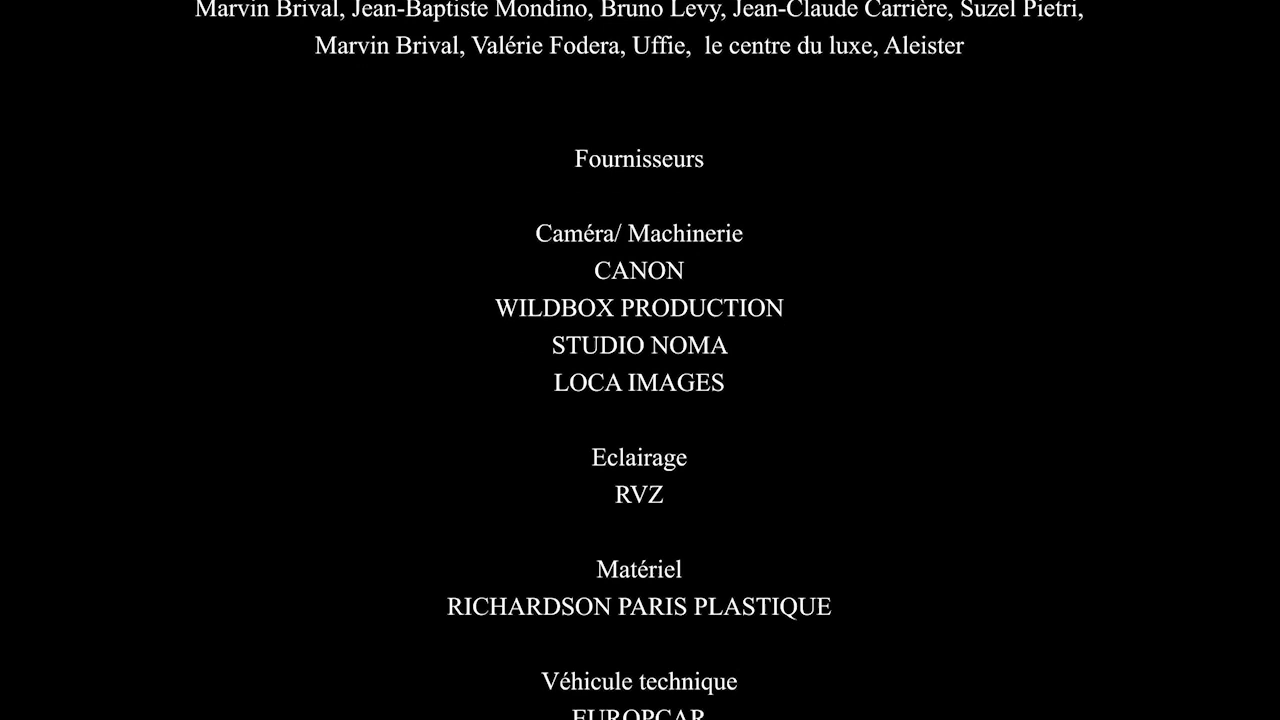 Marvin Brival, Jean-Baptiste Mondino, Bruno Levy, Jean-Claude Carrière, Suzel Pietri,
Marvin Brival, Valérie Fodera, Uffie,  le centre du luxe, Aleister
Fournisseurs
Caméra/ Machinerie
CANON
WILDBOX PRODUCTION
STUDIO NOMA
LOCA IMAGES
Eclairage
RVZ
Matériel
RICHARDSON PARIS PLASTIQUE
Véhicule technique
EUROPCAR